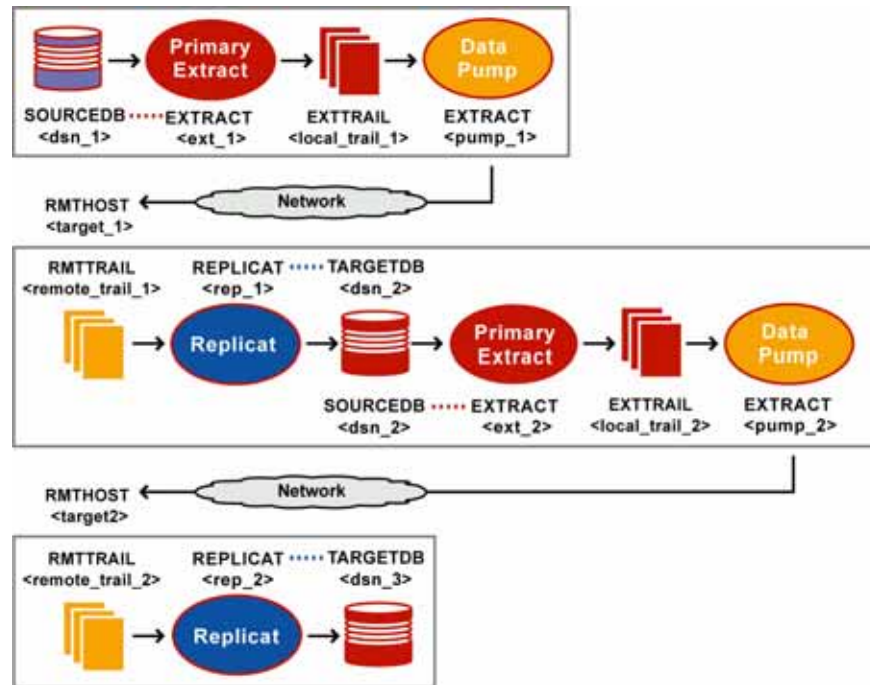 Primary Extract
Data Pump
SOURCEDB ...... EXTRACT EXTTRAIL EXTRACT
<dsn_1> <ext_1> <local_trail_1> <pump_1>
Network
RMTHOST
<target_1>
RMTTRAIL REPLICAT ...... TARGETDB
<remote_trail_1> <rep_1> <dsn_2>
Replicat
Primary Extract
Data Pump
SOURCEDB ...... EXTRACT EXTTRAIL EXTRACT
<dsn_2> <ext_2> <local_trail_2> <pump_2>
Network
RMTHOST
<target2>
RMTTRAIL REPLICAT ...... TARGETDB
<remote_trail_2> <rep_2> <dsn_3>
Replicat